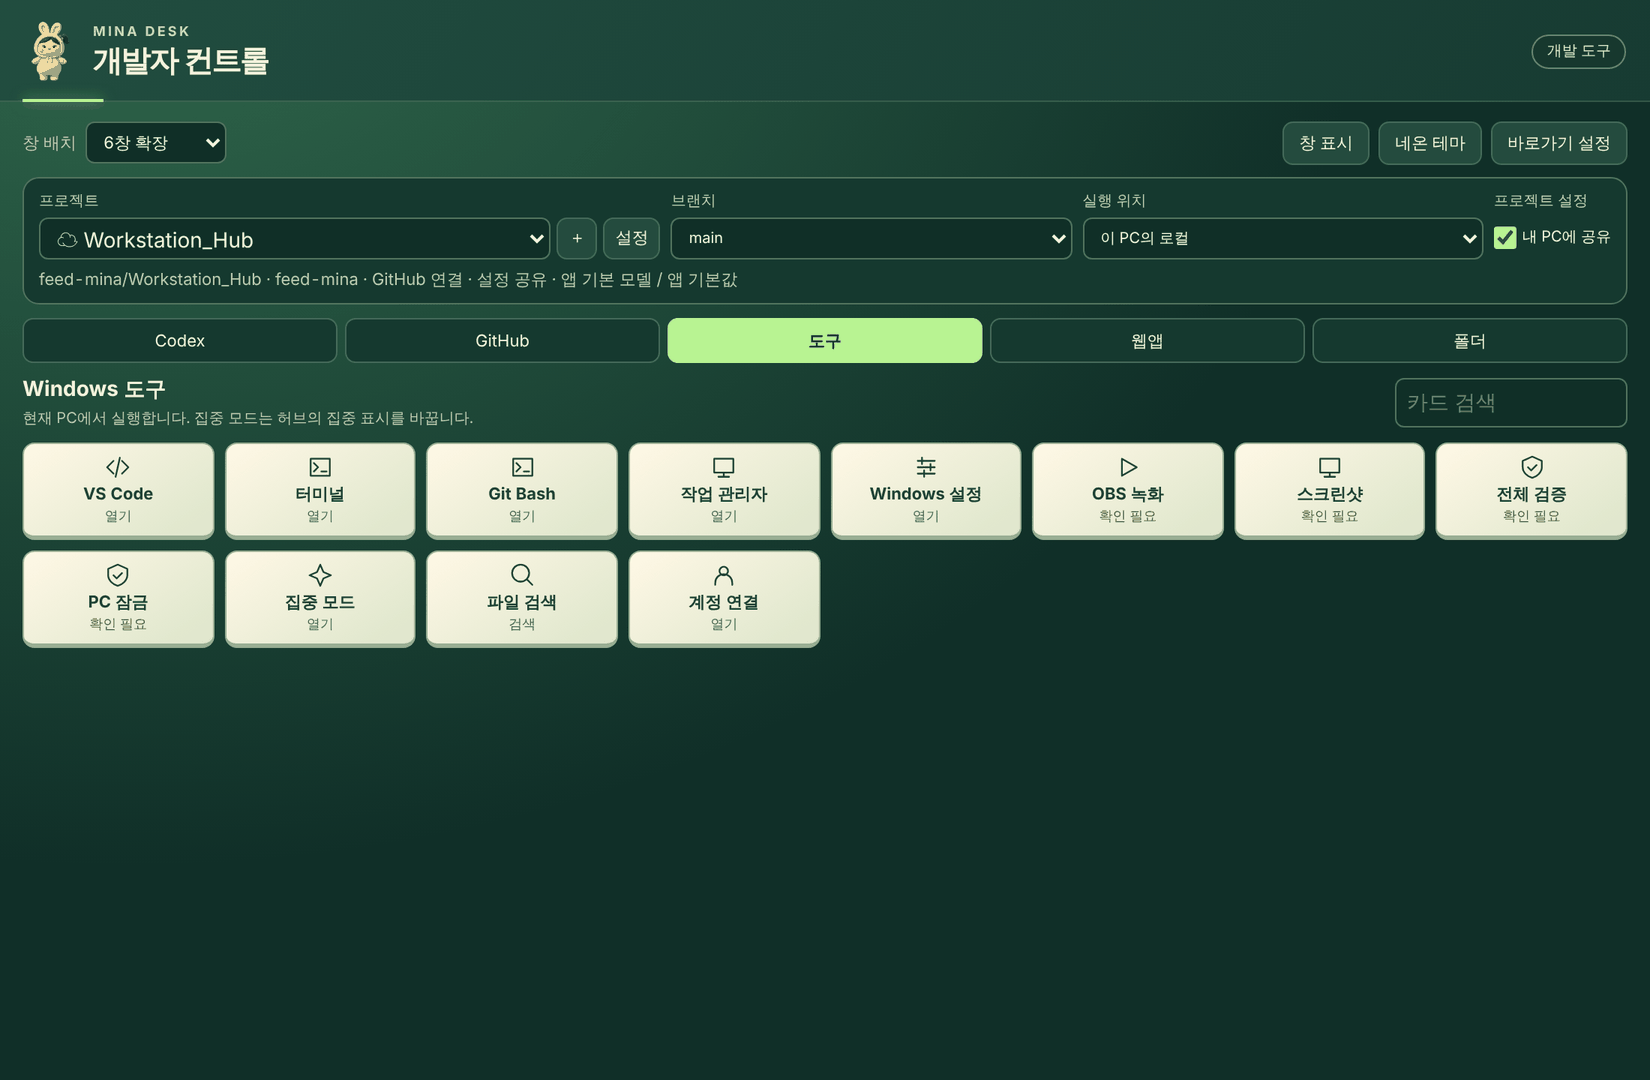 MINA DESK
개발자 컨트롤
개발 도구
창 배치
6창 확장
창 표시
네온 테마
바로가기 설정
프로젝트
브랜치
실행 위치
프로젝트 설정
Workstation_Hub
+
설정
main
이 PC의 로컬
내 PC에 공유
feed-mina/Workstation_Hub · feed-mina · GitHub 연결 · 설정 공유 · 앱 기본 모델 / 앱 기본값
Codex
GitHub
도구
웹앱
폴더
Windows 도구
현재 PC에서 실행합니다. 집중 모드는 허브의 집중 표시를 바꿉니다.
카드 검색
VS Code
열기
터미널
열기
Git Bash
열기
작업 관리자
열기
Windows 설정
열기
OBS 녹화
확인 필요
스크린샷
확인 필요
전체 검증
확인 필요
PC 잠금
확인 필요
집중 모드
열기
파일 검색
검색
계정 연결
열기